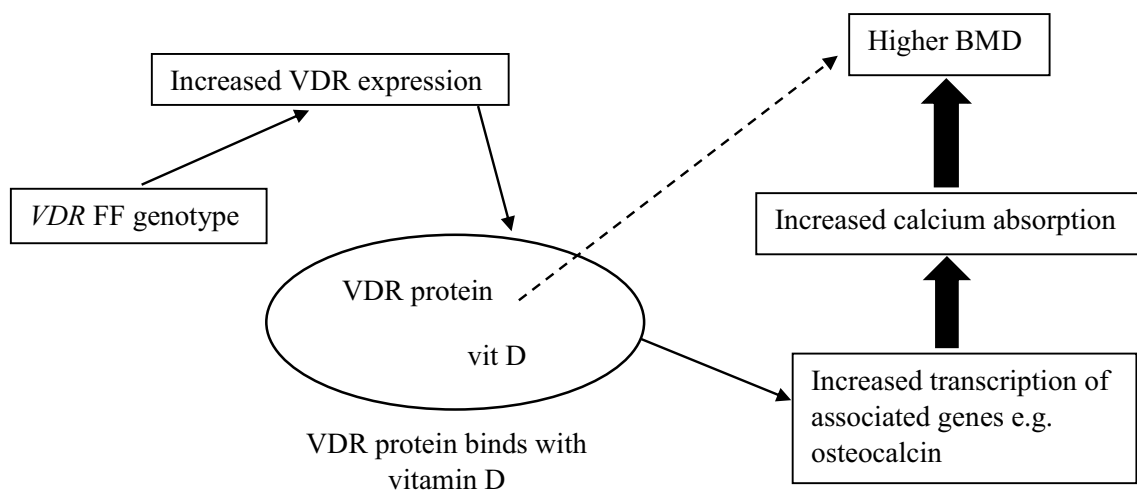 Higher BMD
Increased VDR expression
VDR FF genotype
Increased calcium absorption
VDR protein
vit D
Increased transcription of
associated genes e.g.
osteocalcin
VDR protein binds with
vitamin D